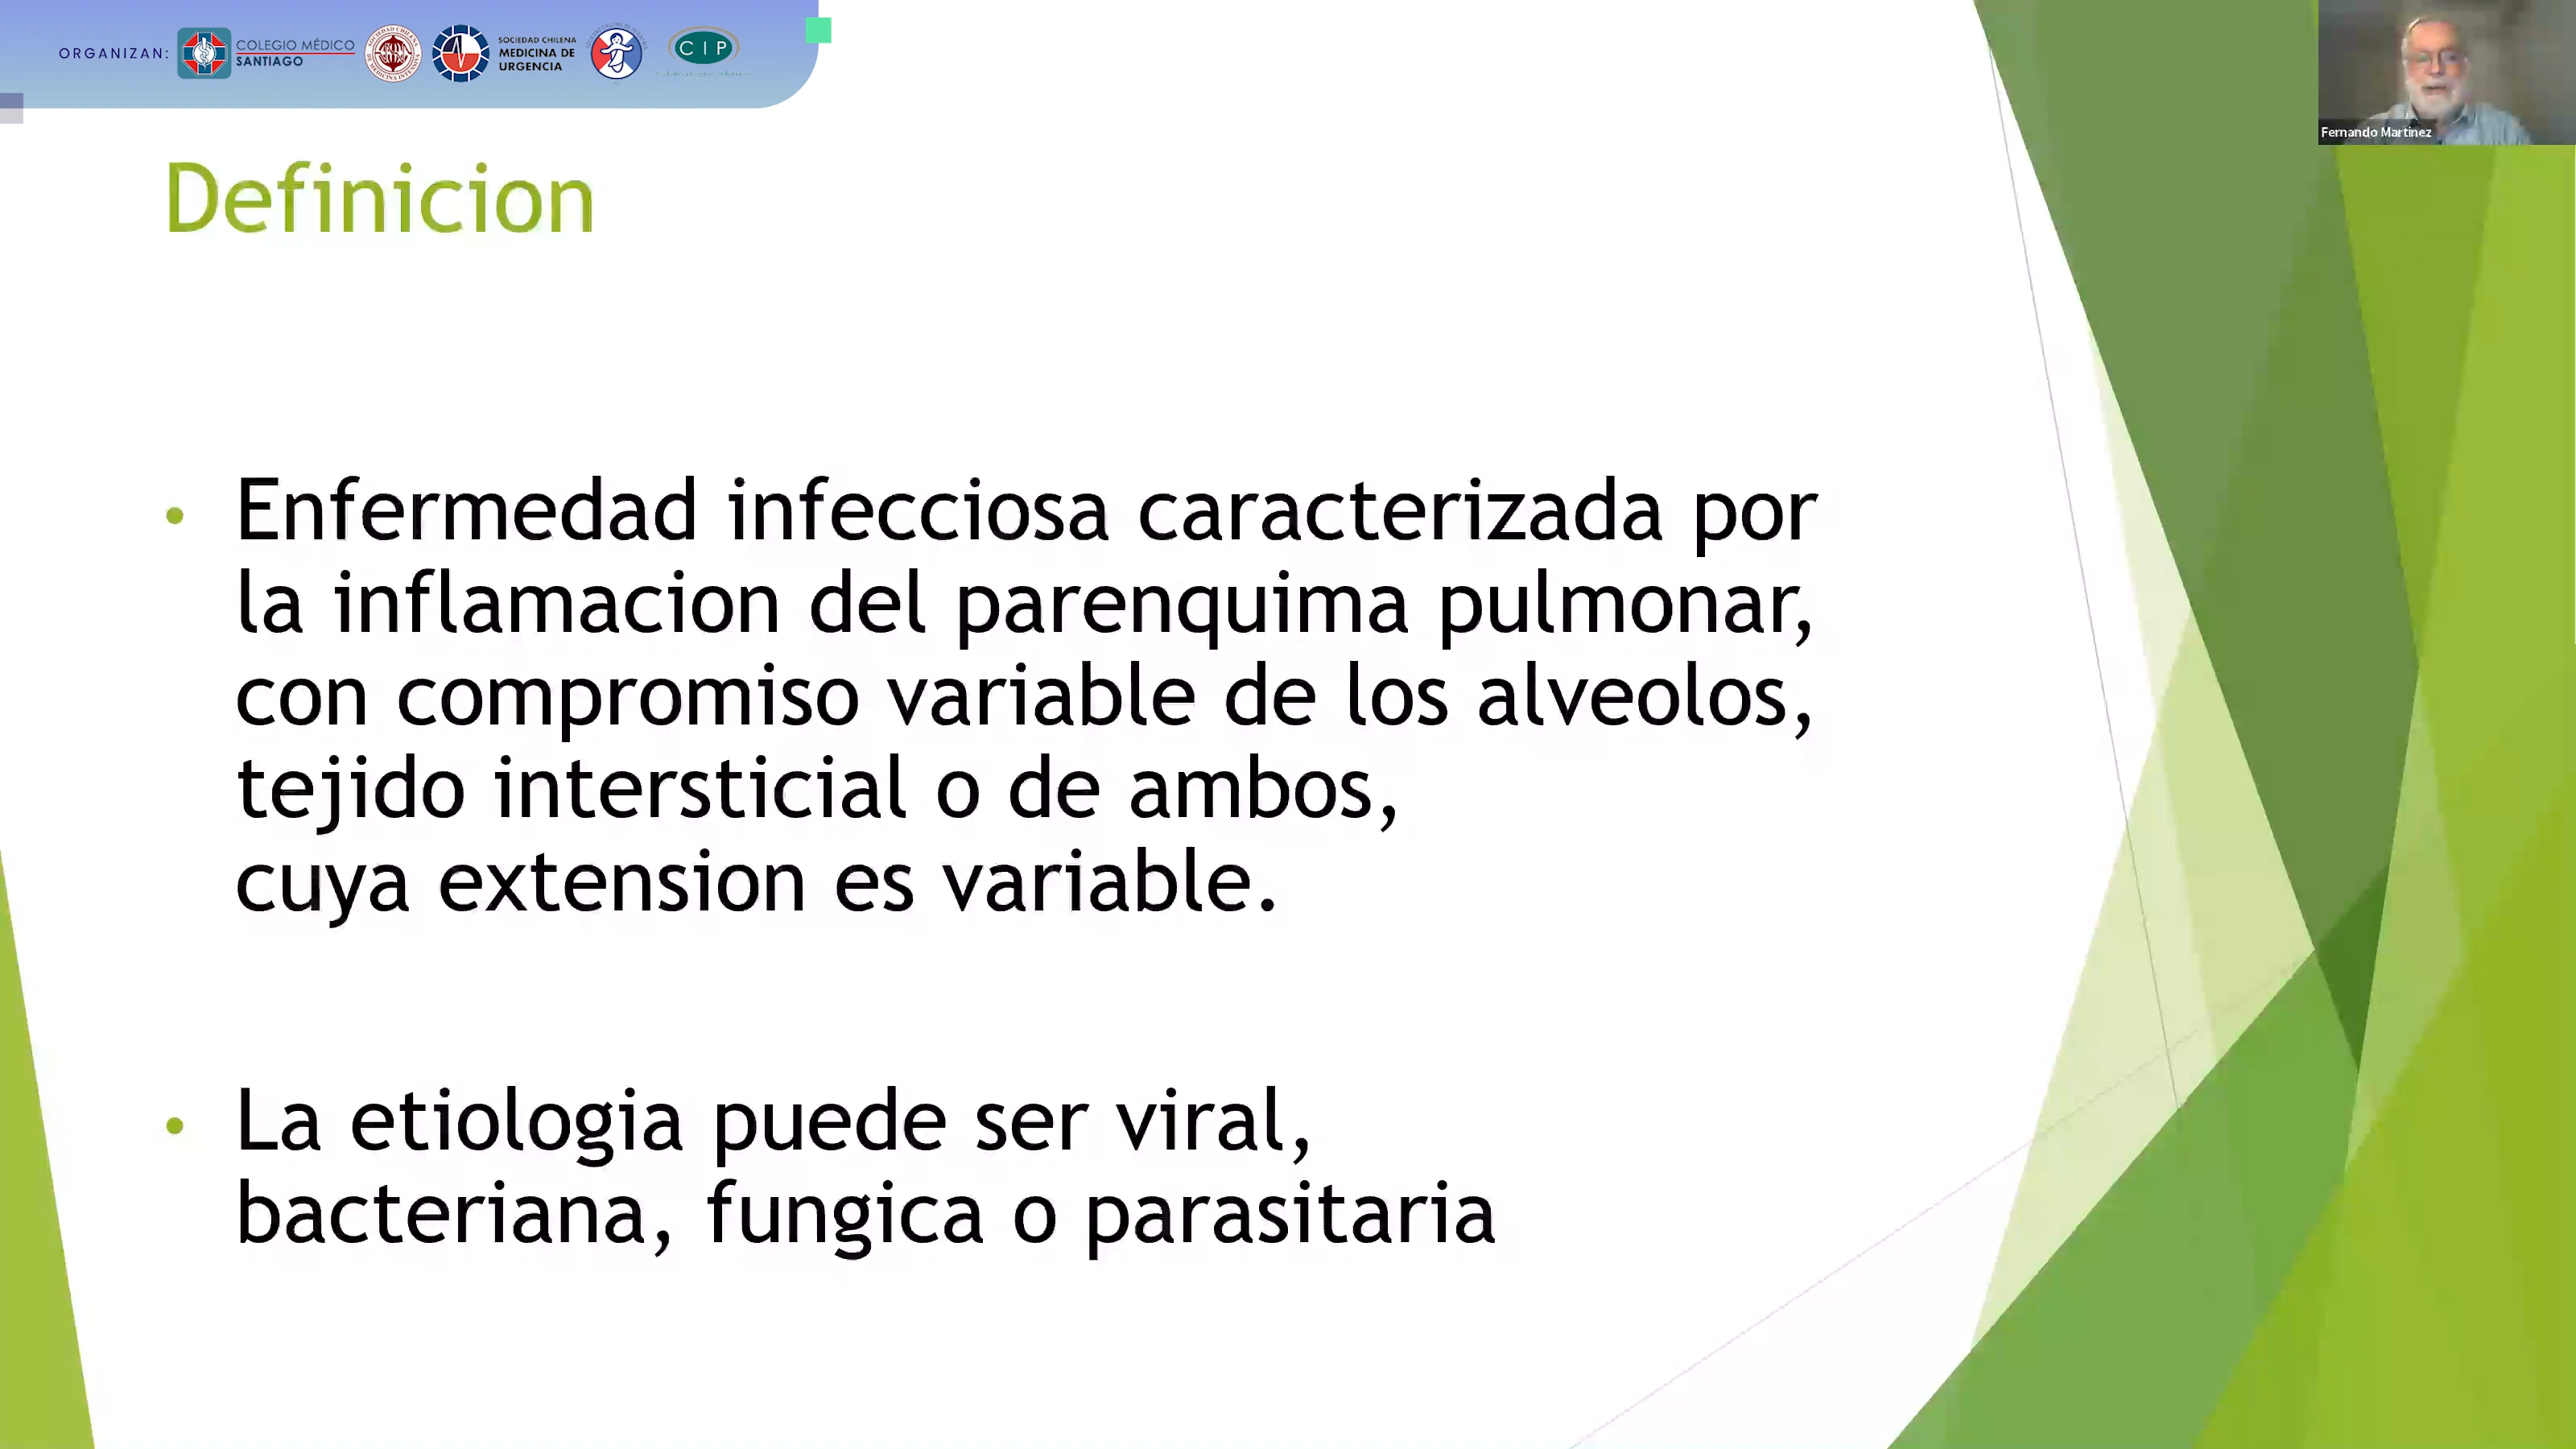 ORGANIZAN:
COLEGIO MÉDICO
SANTIAGO
SOCIEDAD CHILENA
MEDICINA DE
URGENCIA
CIP
Fernando Martinez
Definicion
• Enfermedad infecciosa caracterizada por
la inflamacion del parenquima pulmonar,
con compromiso variable de los alveolos,
tejido intersticial o de ambos,
cuya extension es variable.
• La etiologia puede ser viral,
bacteriana, fungica o parasitaria